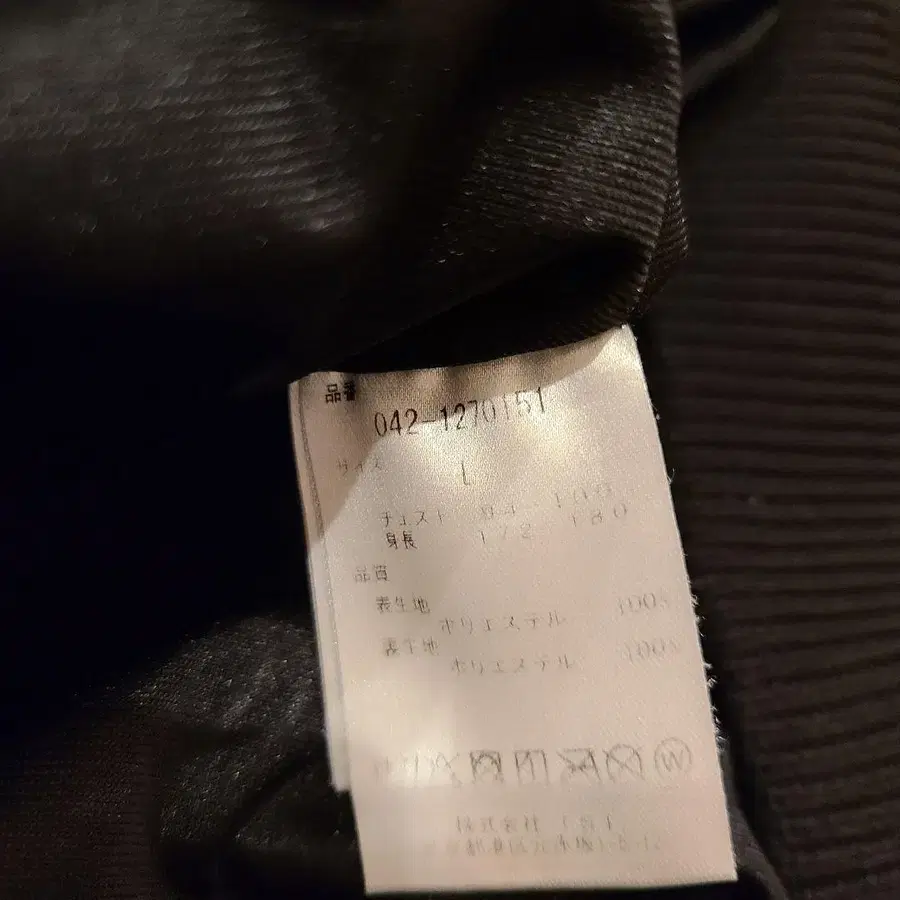 品番
042-1270151
サイズ L
チェスト
身長 172 180
品質
表生地
ポリエステル 100%
裏生地
ポリエステル 100%
株式会社